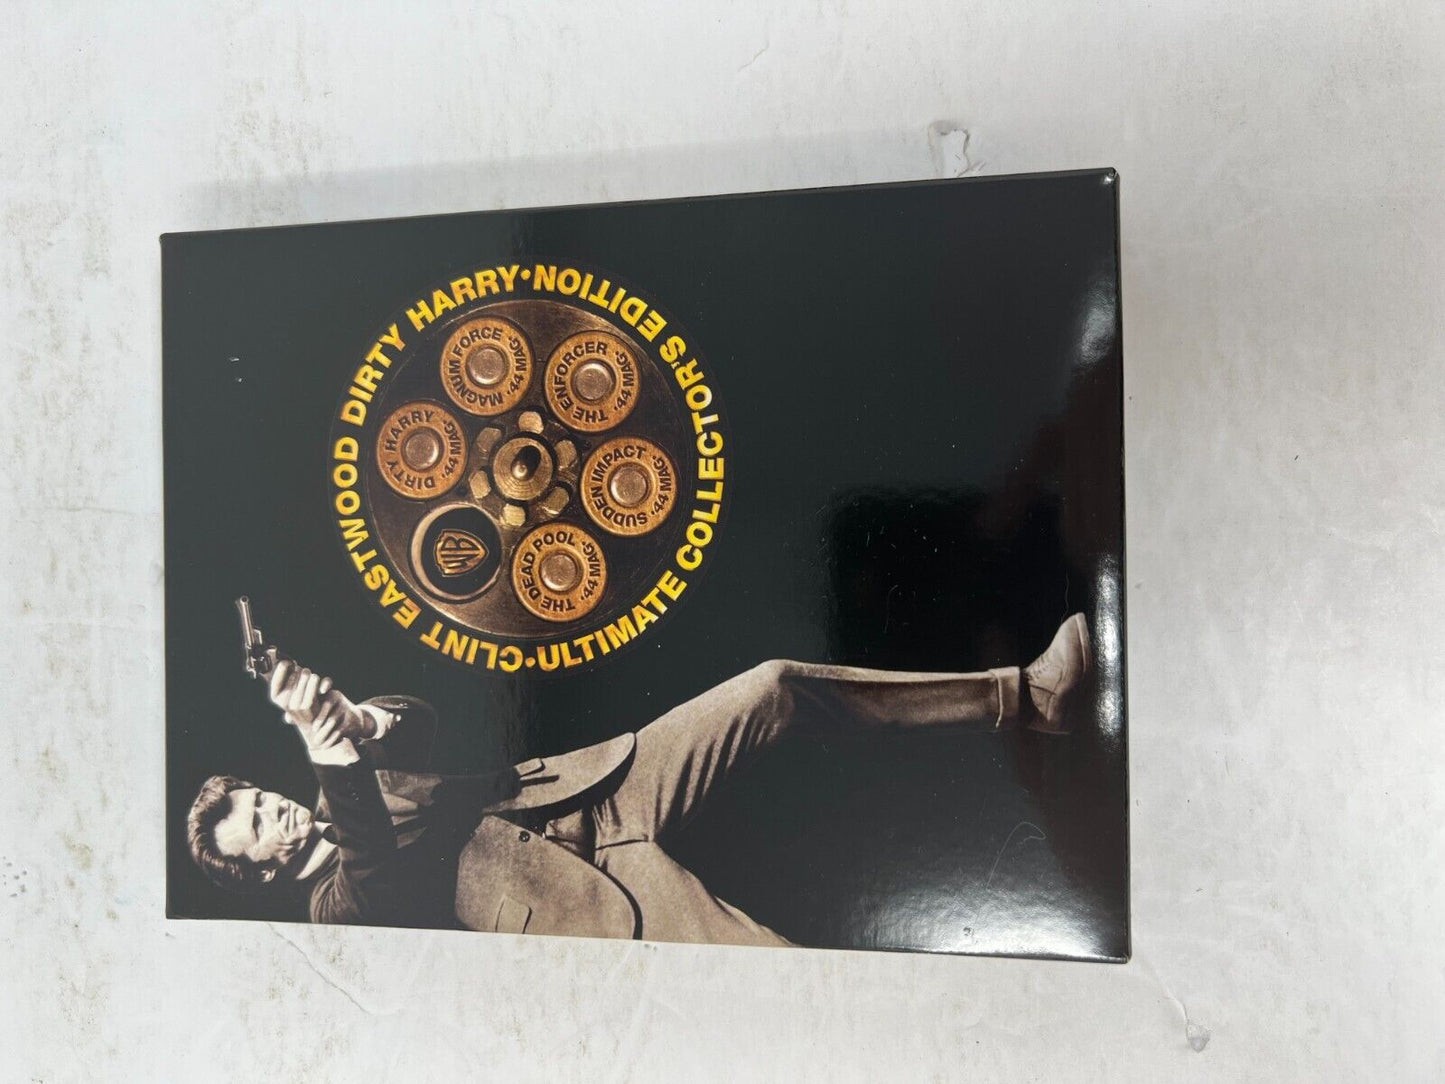 CLINT EASTWOOD DIRTY HARRY•
ULTIMATE COLLECTOR'S EDITION•
DIRTY HARRY
.44 MAG.
MAGNUM FORCE
.44 MAG.
THE ENFORCER
.44 MAG.
SUDDEN IMPACT
.44 MAG.
THE DEAD POOL
.44 MAG.
WB